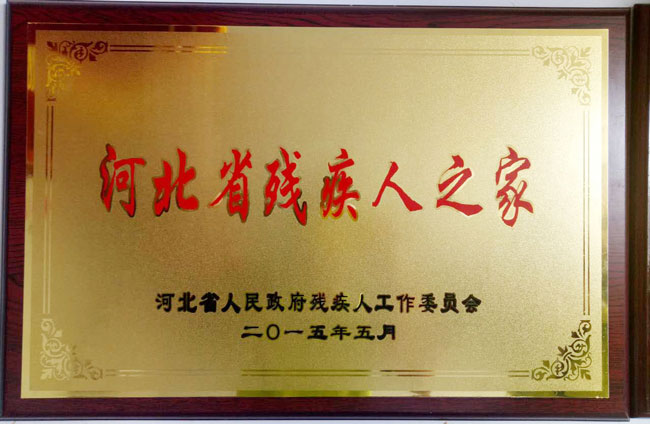 河北省残疾人之家
河北省人民政府残疾人工作委员会
二〇一五年五月